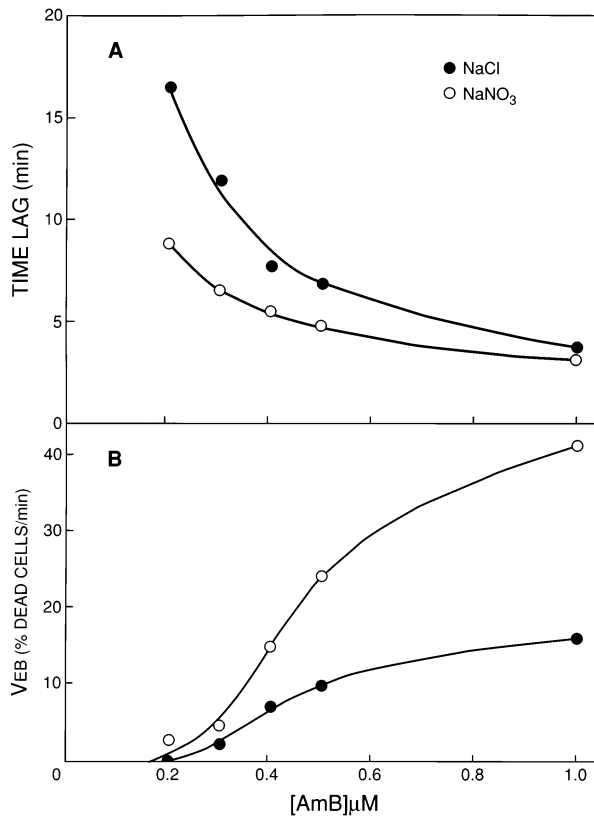 20
A
NaCl
NaNO₃
15
10
5
0
TIME LAG (min)
B
40
30
20
10
VEB (% DEAD CELLS/min)
0 0.2 0.4 0.6 0.8 1.0
[AmB]µM